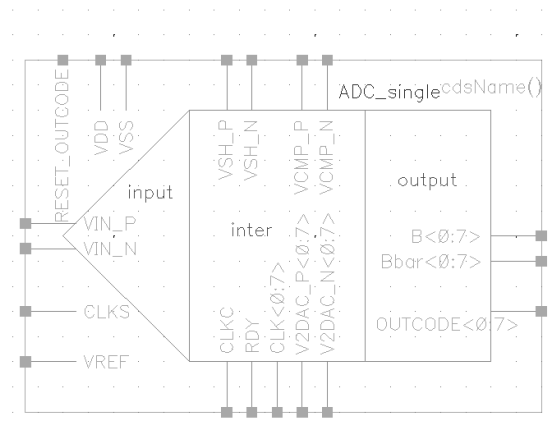 ADC_single
cdsName()
RESET_OUTCODE
VDD
VSS
VSH_P
VSH_N
VCMP_P
VCMP_N
input
inter
output
VIN_P
VIN_N
CLKS
VREF
B<0:7>
Bbar<0:7>
OUTCODE<0:7>
CLKC
RDY
CLK<0:7>
V2DAC_P<0:7>
V2DAC_N<0:7>